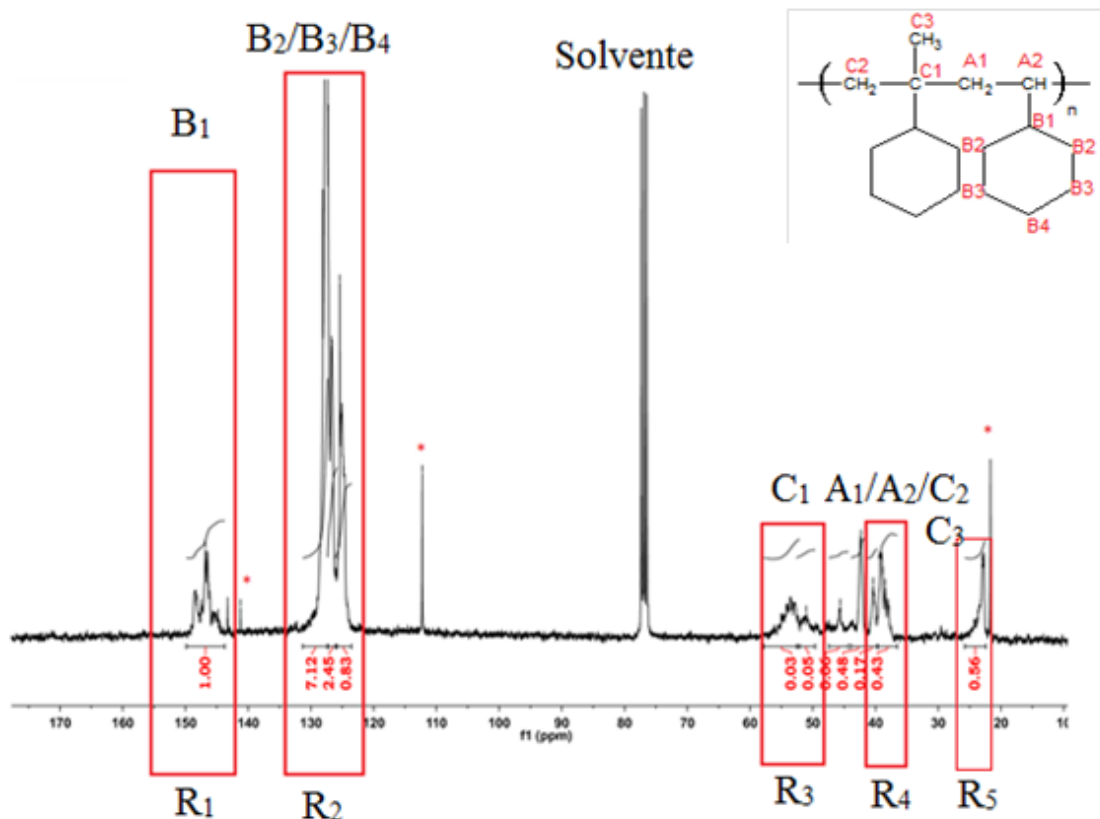 B₁
B₂/B₃/B₄
Solvente
C3
CH₃
C2
CH₂
C1
C
A1
CH₂
A2
CH
n
B1
B2
B2
B3
B3
B4
*
*
*
C₁
A₁/A₂/C₂
C₃
1.00
7.12
2.45
0.83
0.03
0.05
0.06
0.48
0.17
0.43
0.56
170
160
150
140
130
120
110
100
90
80
70
60
50
40
30
20
10
f1 (ppm)
R₁
R₂
R₃
R₄
R₅